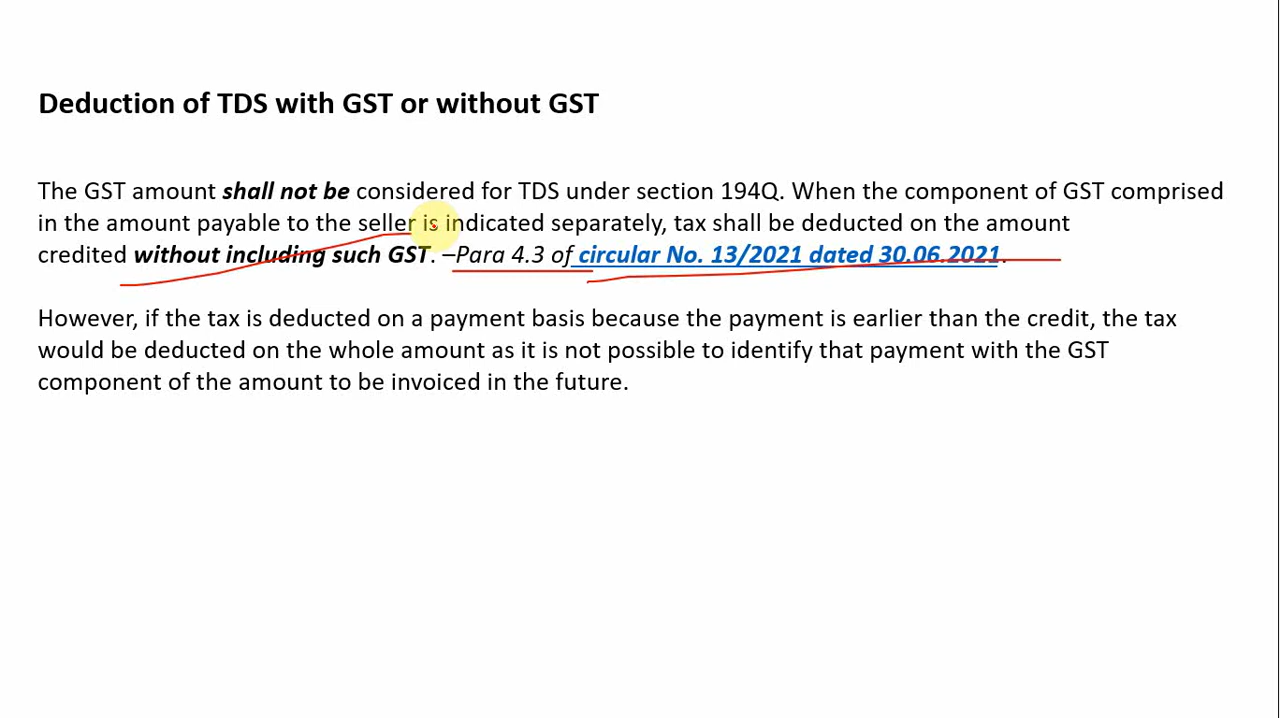 Deduction of TDS with GST or without GST
The GST amount shall not be considered for TDS under section 194Q. When the component of GST comprised
in the amount payable to the seller is indicated separately, tax shall be deducted on the amount
credited without including such GST. –Para 4.3 of circular No. 13/2021 dated 30.06.2021.
However, if the tax is deducted on a payment basis because the payment is earlier than the credit, the tax
would be deducted on the whole amount as it is not possible to identify that payment with the GST
component of the amount to be invoiced in the future.